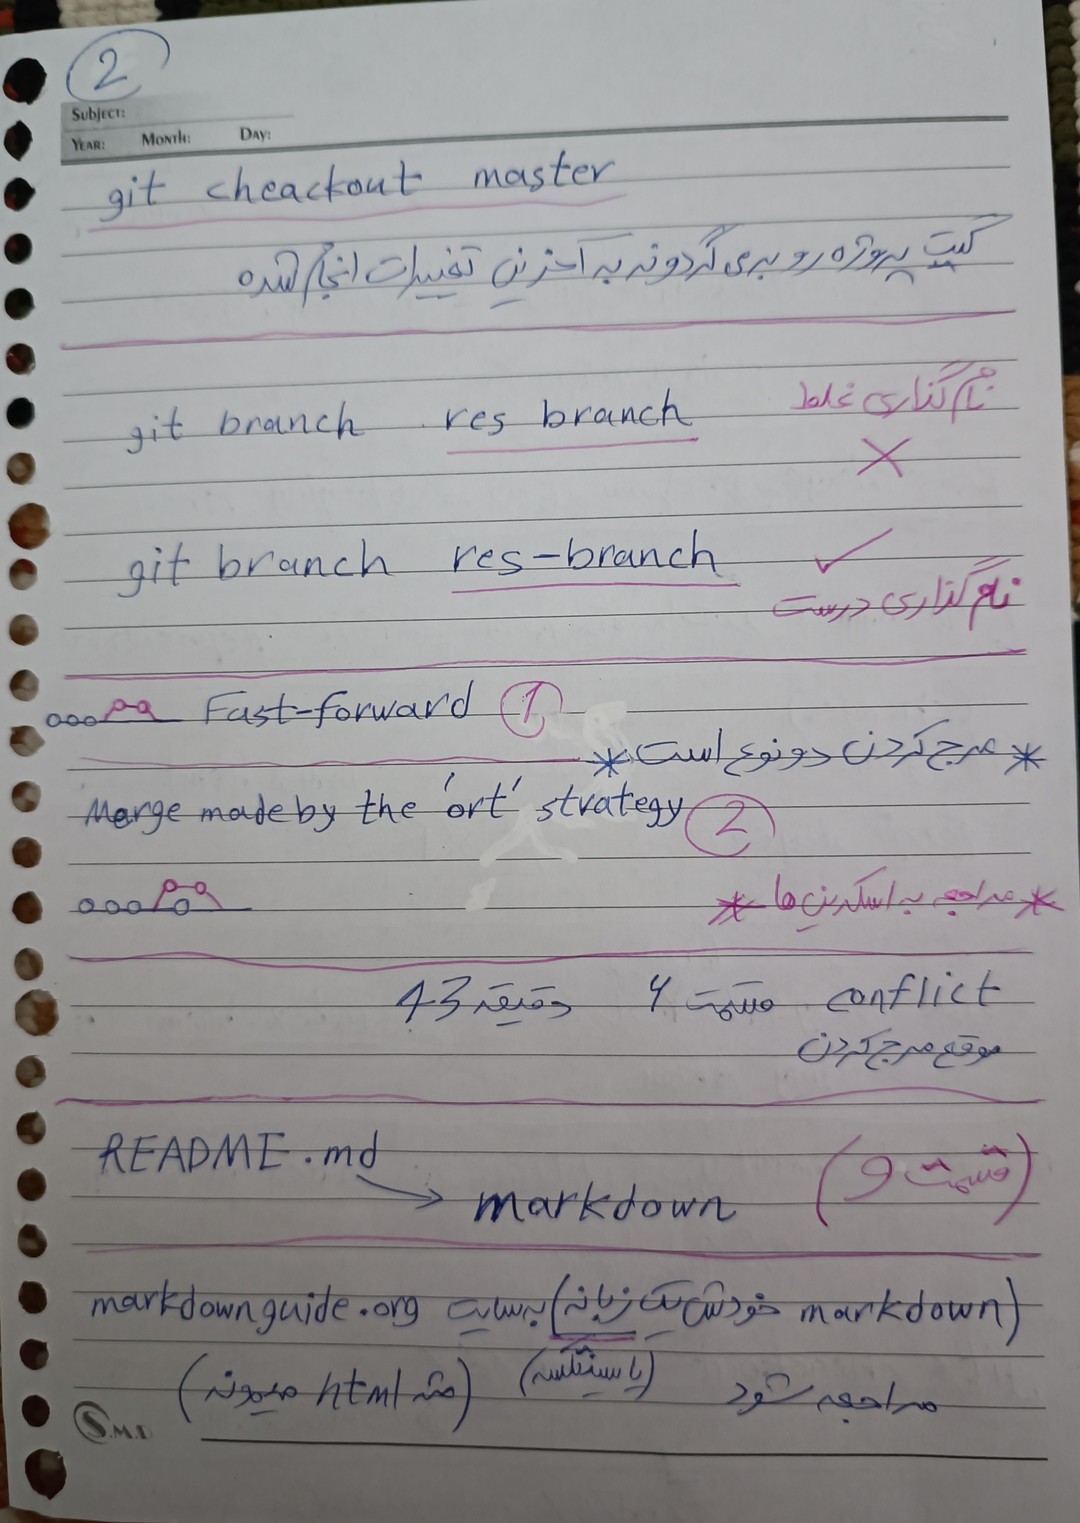 2
Subject:
Year: Month: Day:
git cheackout master
گیت پروژه رو برمی گردونه به آخرین تغییرات انجام شده
git branch res branch نام گذاری غلط
git branch res-branch
نام گذاری درست
Fast-forward 1
* مرج کردن دو نوع است *
Merge made by the 'ort' strategy 2
* مراجعه به اسکرین ها *
conflict قسمت 6 دقیقه 43
موقع مرج کردن
README.md
markdown (قسمت 9)
(markdown خودش یک زبانه) به سایت markdownguide.org
مراجعه شود (یا سینتکسه) (مثه html میمونه)
S.M.D